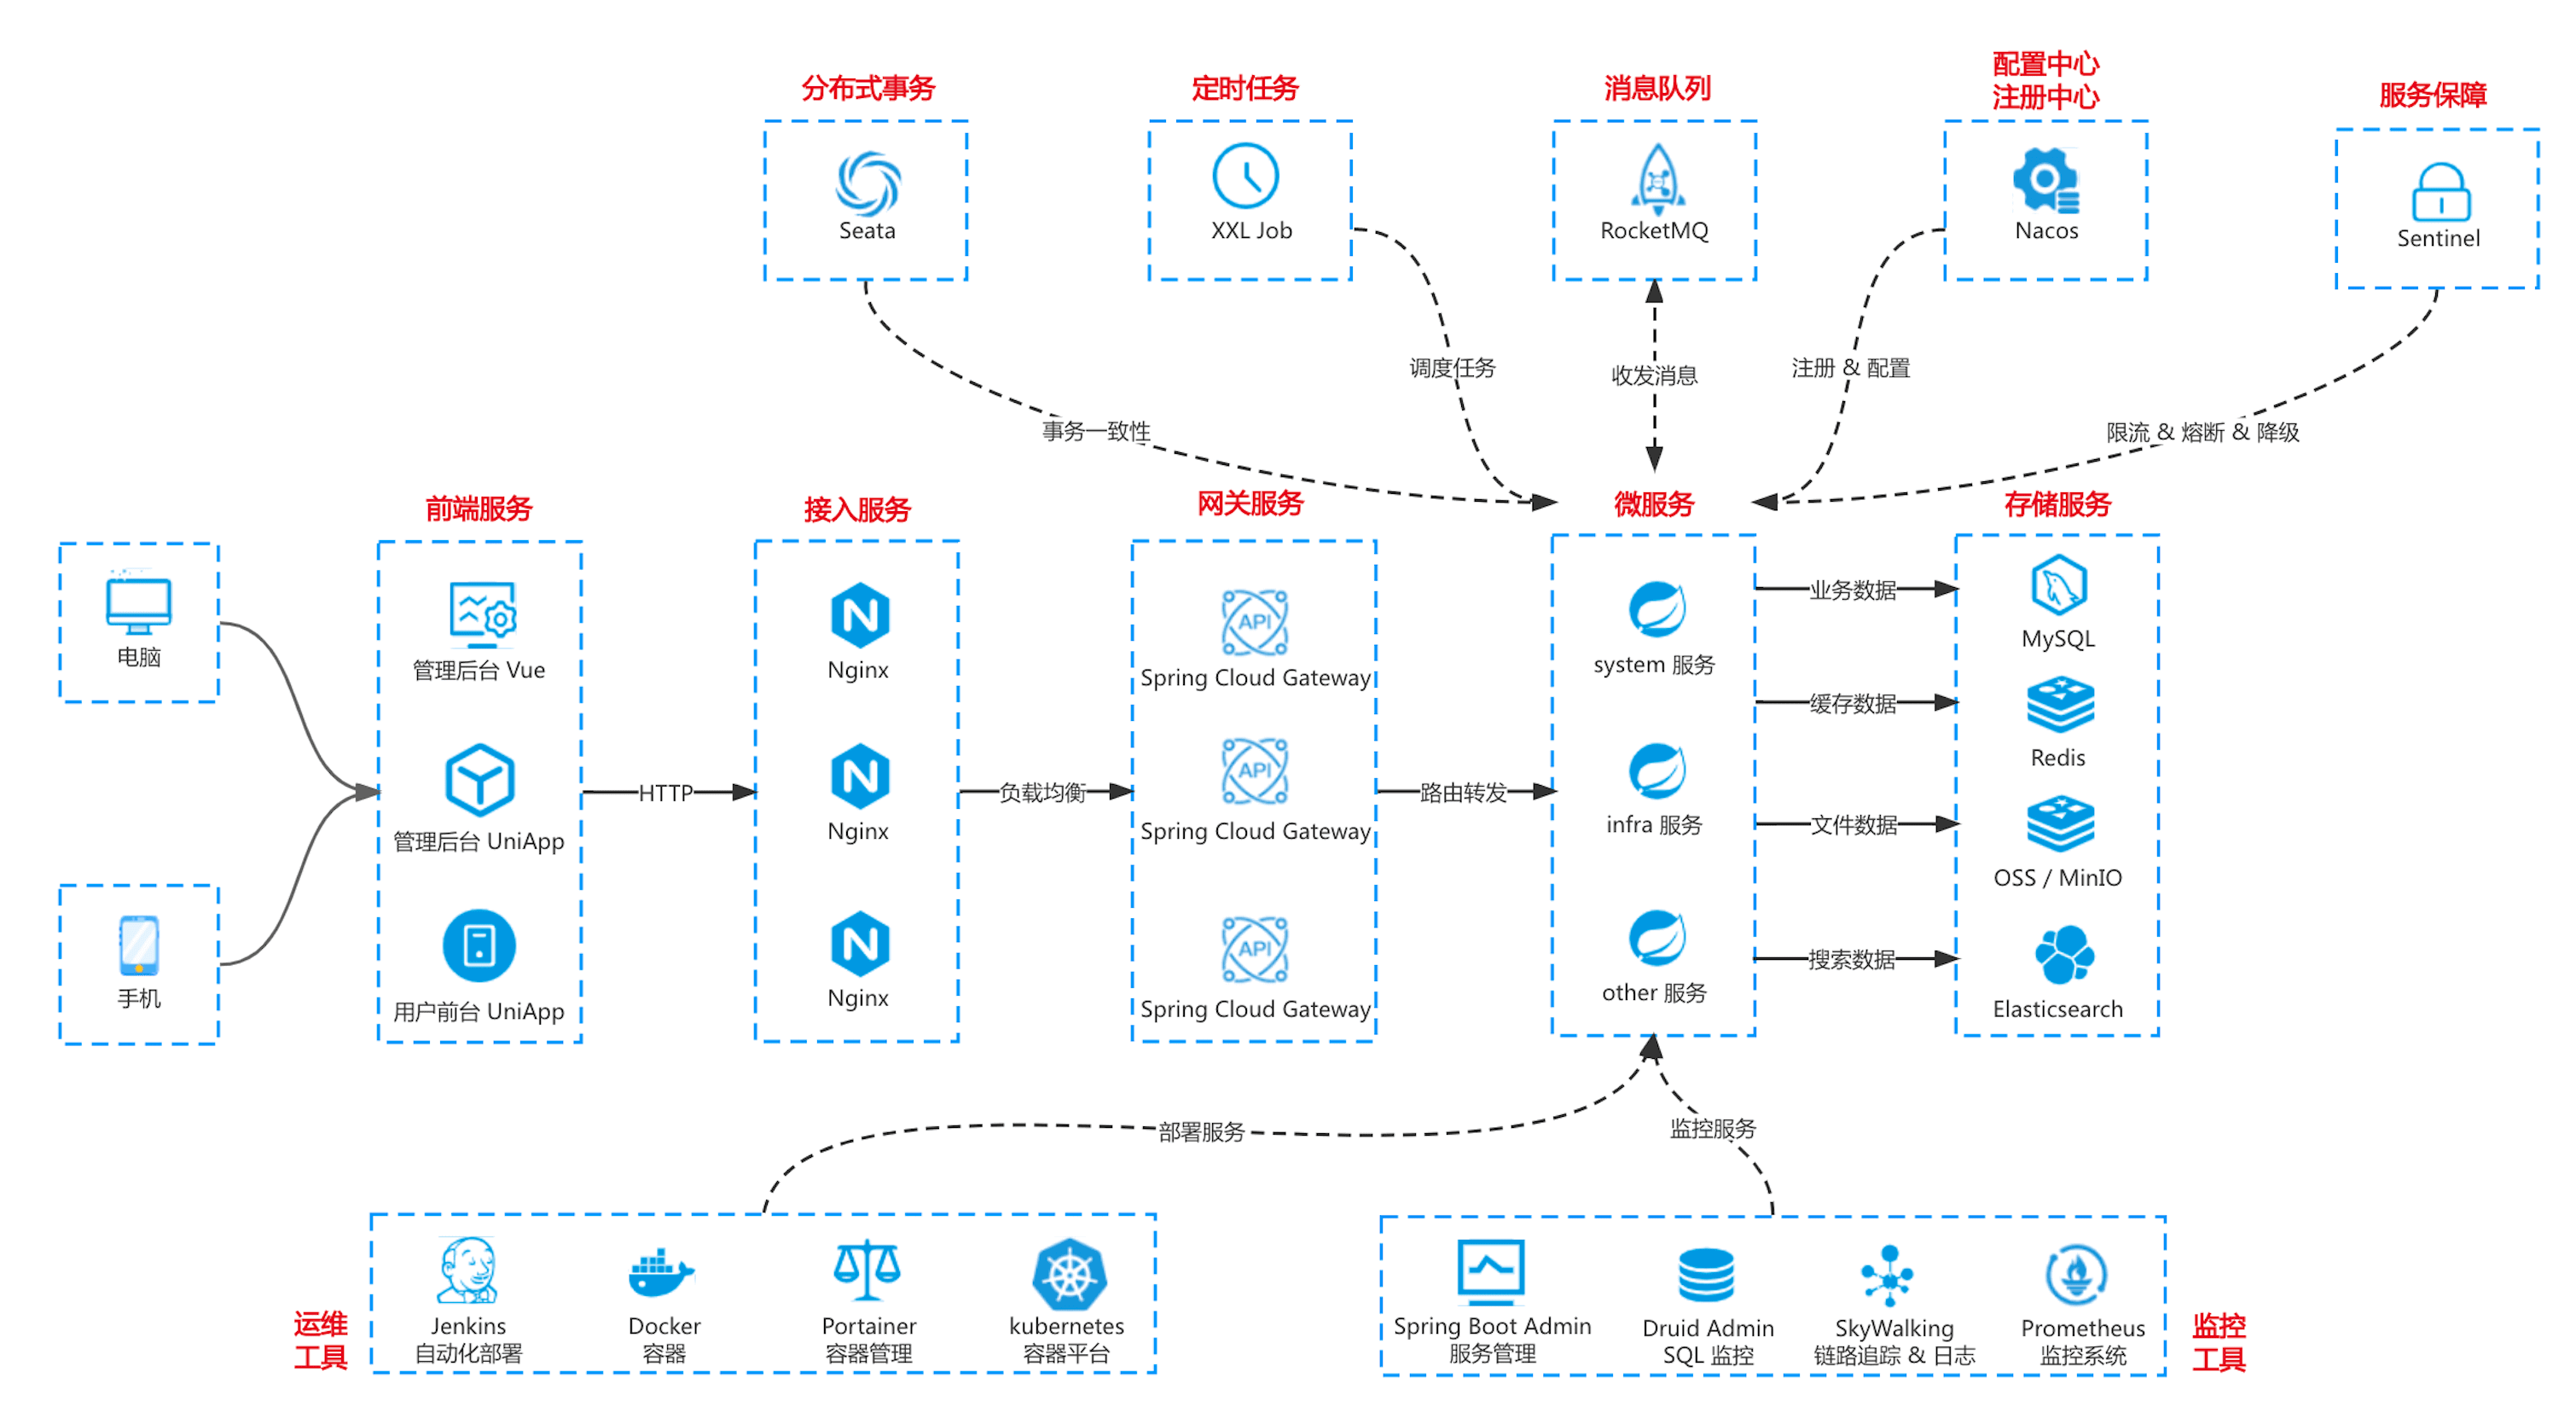 分布式事务
定时任务
消息队列
配置中心
注册中心
服务保障
Seata
XXL Job
RocketMQ
Nacos
Sentinel
调度任务
收发消息
注册 & 配置
事务一致性
限流 & 熔断 & 降级
前端服务
接入服务
网关服务
微服务
存储服务
电脑
手机
管理后台 Vue
管理后台 UniApp
用户前台 UniApp
HTTP
Nginx
Nginx
Nginx
负载均衡
API
Spring Cloud Gateway
API
Spring Cloud Gateway
API
Spring Cloud Gateway
路由转发
system 服务
infra 服务
other 服务
业务数据
缓存数据
文件数据
搜索数据
MySQL
Redis
OSS / MinIO
Elasticsearch
部署服务
监控服务
运维
工具
Jenkins
自动化部署
Docker
容器
Portainer
容器管理
kubernetes
容器平台
Spring Boot Admin
服务管理
Druid Admin
SQL 监控
SkyWalking
链路追踪 & 日志
Prometheus
监控系统
监控
工具